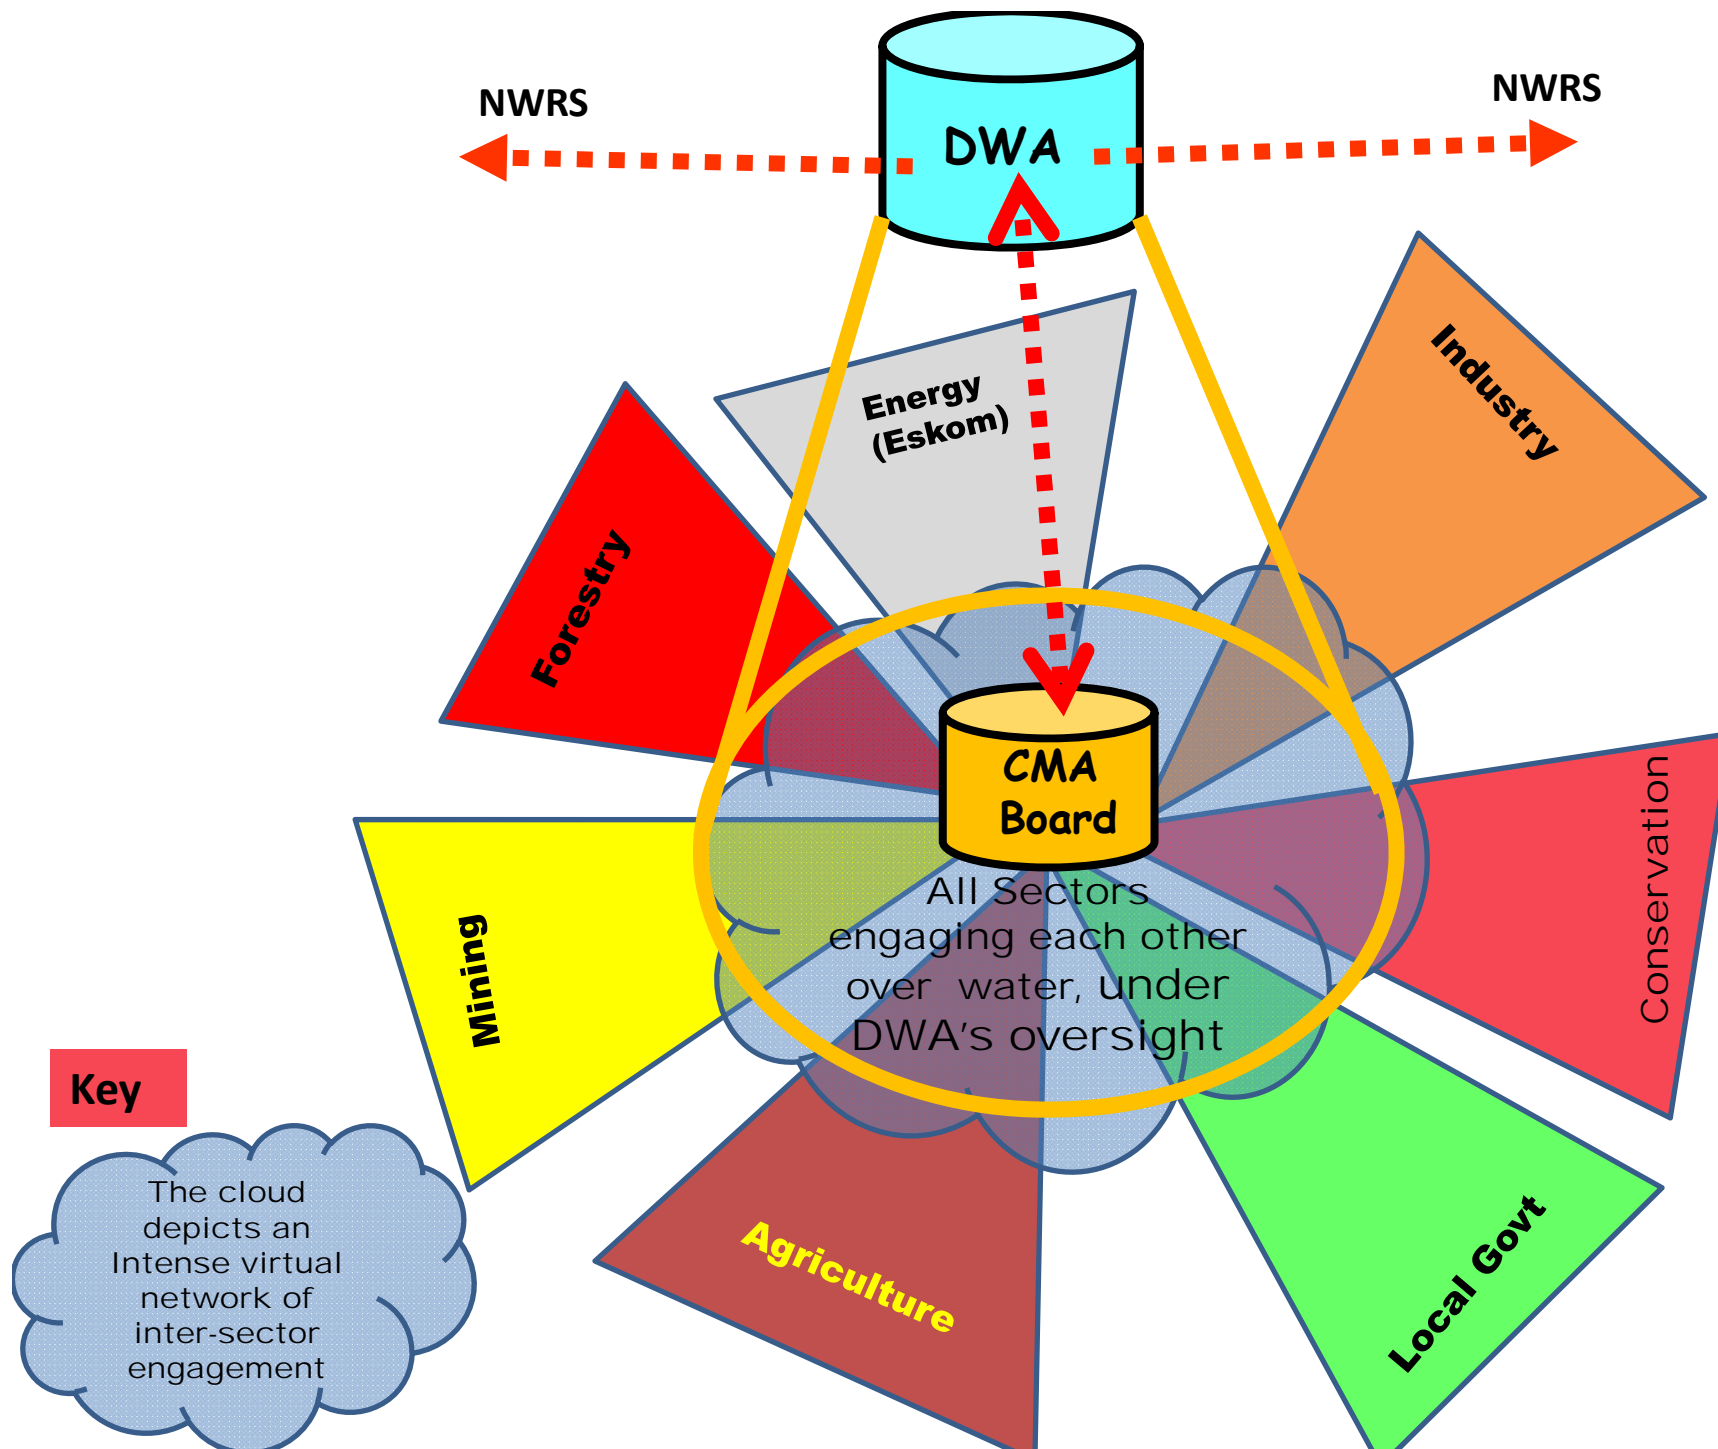 NWRS
NWRS
DWA
Energy
(Eskom)
Industry
Forestry
CMA
Board
Conservation
Mining
All Sectors
engaging each other
over water, under
DWA's oversight
Agriculture
Local Govt
Key
The cloud
depicts an
Intense virtual
network of
inter-sector
engagement